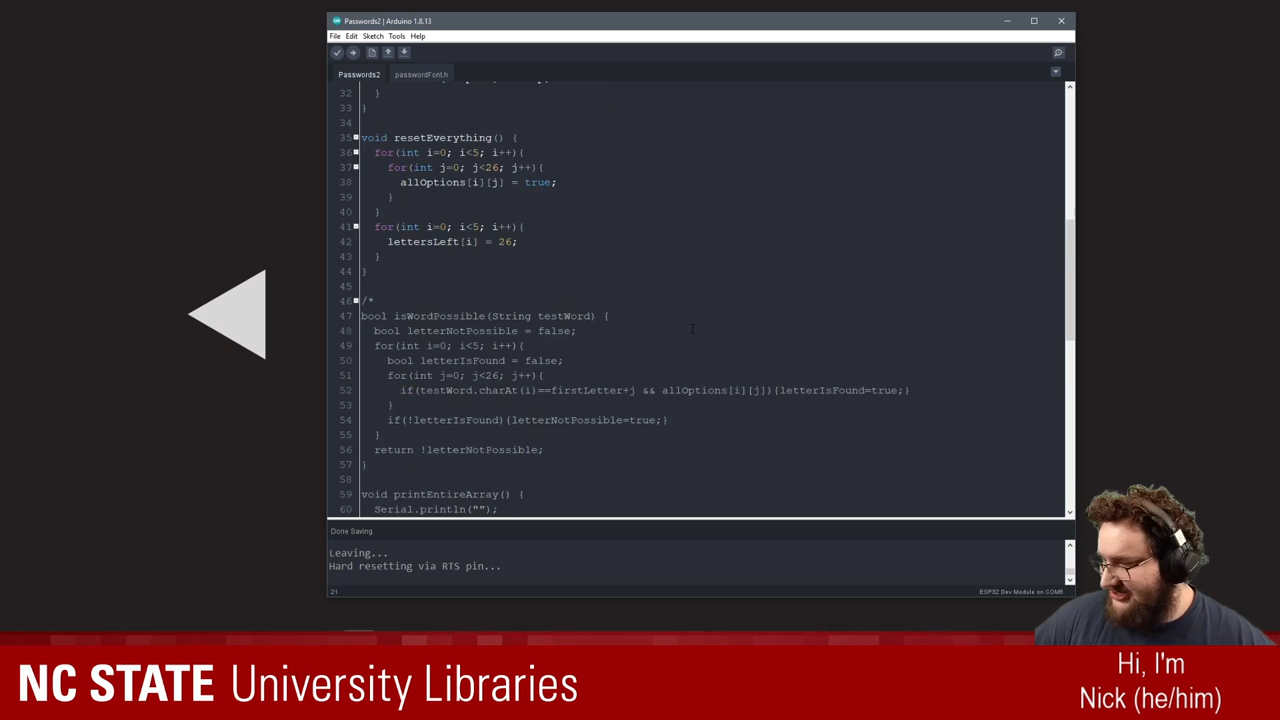 Passwords2 | Arduino 1.8.13
File Edit Sketch Tools Help
Passwords2 passwordFont.h
32 }
33 }
34
35 void resetEverything() {
36 for(int i=0; i<5; i++){
37 for(int j=0; j<26; j++){
38 allOptions[i][j] = true;
39 }
40 }
41 for(int i=0; i<5; i++){
42 lettersLeft[i] = 26;
43 }
44 }
45
46 /*
47 bool isWordPossible(String testWord) {
48 bool letterNotPossible = false;
49 for(int i=0; i<5; i++){
50 bool letterIsFound = false;
51 for(int j=0; j<26; j++){
52 if(testWord.charAt(i)==firstLetter+j && allOptions[i][j]){letterIsFound=true;}
53 }
54 if(!letterIsFound){letterNotPossible=true;}
55 }
56 return !letterNotPossible;
57 }
58
59 void printEntireArray() {
60 Serial.println("");
Done Saving.
Leaving...
Hard resetting via RTS pin...
21 ESP32 Dev Module on COM8
NC STATE University Libraries
Hi, I'm
Nick (he/him)